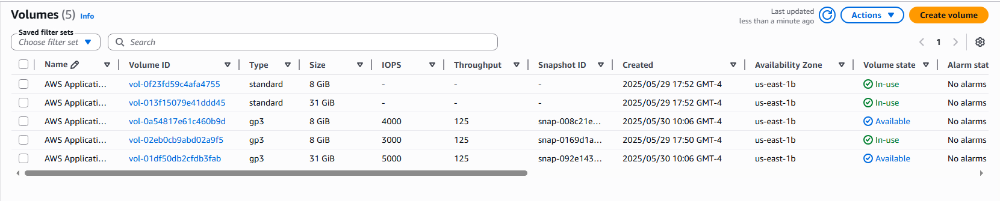 Volumes (5) Info
Last updated
less than a minute ago
Actions
Create volume
Saved filter sets
Choose filter set
Search
1
Name Volume ID Type Size IOPS Throughput Snapshot ID Created Availability Zone Volume state Alarm stat
AWS Applicati... vol-0f23fd59c4afa4755 standard 8 GiB - - - 2025/05/29 17:52 GMT-4 us-east-1b In-use No alarms
AWS Applicati... vol-013f15079e41ddd45 standard 31 GiB - - - 2025/05/29 17:52 GMT-4 us-east-1b In-use No alarms
AWS Applicati... vol-0a54817e61c460b9d gp3 8 GiB 4000 125 snap-008c21e... 2025/05/30 10:06 GMT-4 us-east-1b Available No alarms
AWS Applicati... vol-02eb0cb9abd02a9f5 gp3 8 GiB 3000 125 snap-0169d1a... 2025/05/29 17:50 GMT-4 us-east-1b In-use No alarms
AWS Applicati... vol-01df50db2cfdb3fab gp3 31 GiB 5000 125 snap-092e143... 2025/05/30 10:06 GMT-4 us-east-1b Available No alarms